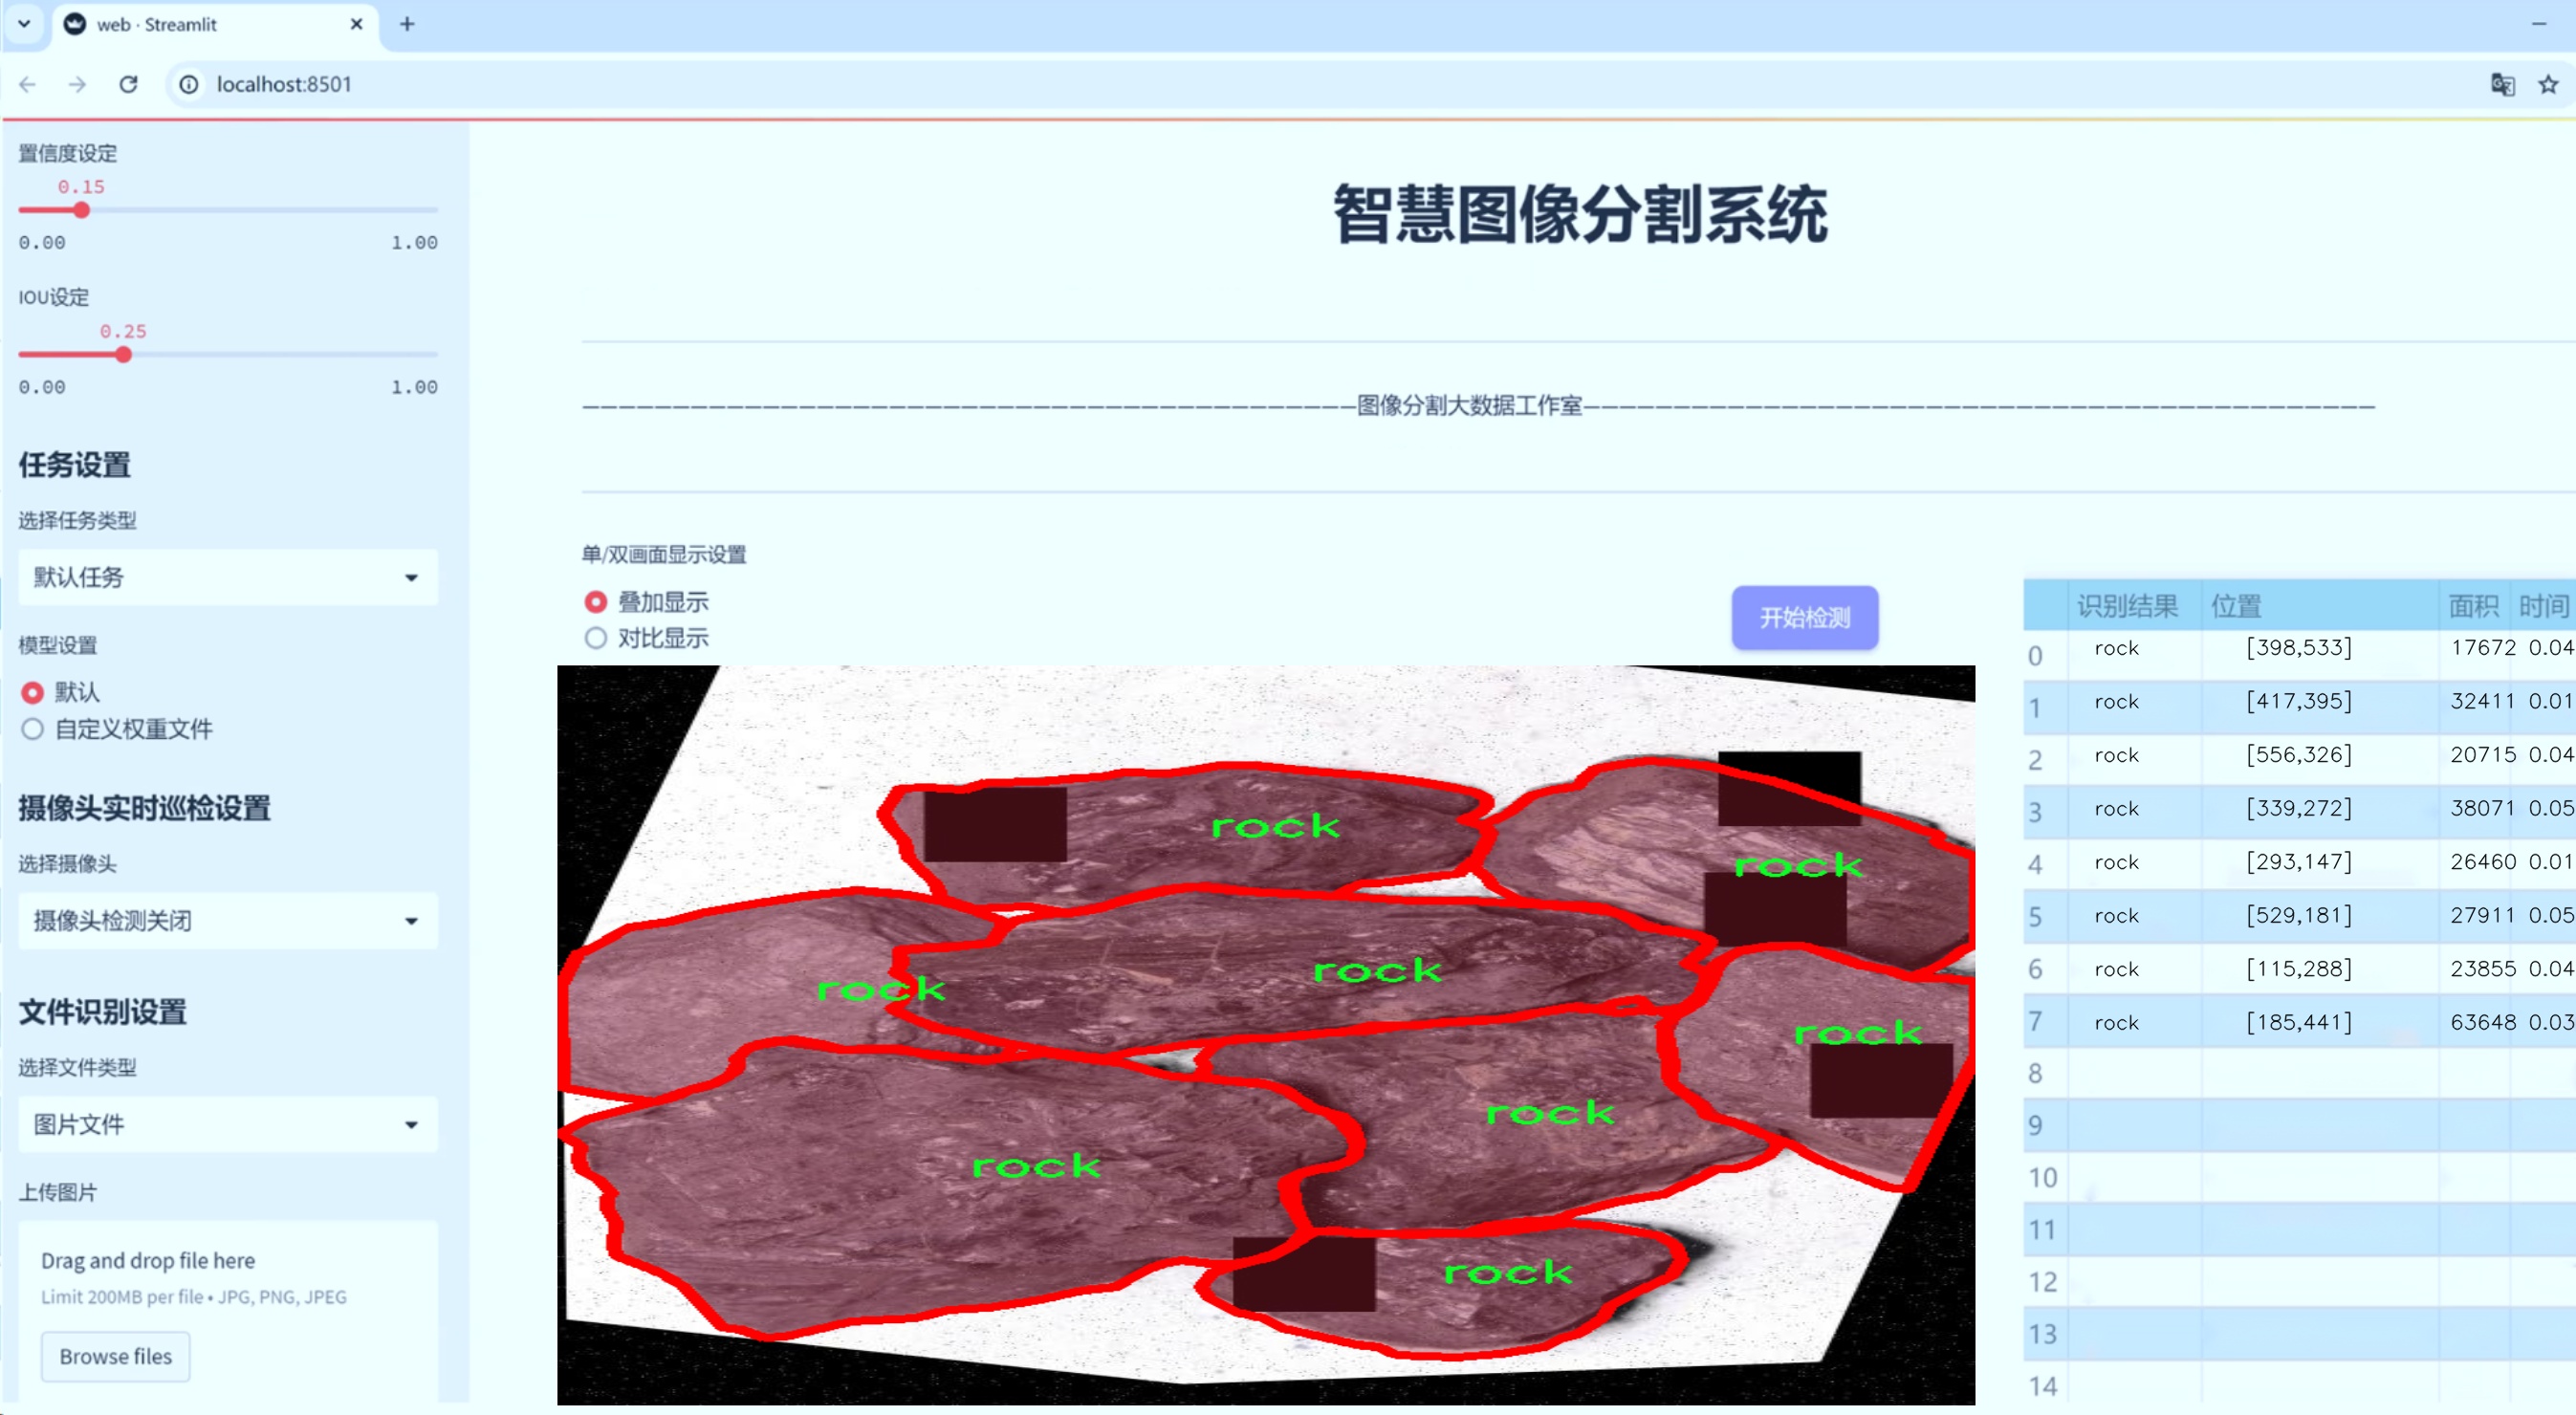 web · Streamlit
localhost:8501
置信度设定
0.15
0.00 1.00
IOU设定
0.25
0.00 1.00
任务设置
选择任务类型
默认任务
模型设置
默认
自定义权重文件
摄像头实时巡检设置
选择摄像头
摄像头检测关闭
文件识别设置
选择文件类型
图片文件
上传图片
Drag and drop file here
Limit 200MB per file • JPG, PNG, JPEG
Browse files
智慧图像分割系统
图像分割大数据工作室
单/双画面显示设置
叠加显示
对比显示
开始检测
rock
rock
rock
rock
rock
rock
rock
rock
识别结果 位置 面积 时间
0 rock [398,533] 17672 0.04
1 rock [417,395] 32411 0.01
2 rock [556,326] 20715 0.04
3 rock [339,272] 38071 0.05
4 rock [293,147] 26460 0.01
5 rock [529,181] 27911 0.05
6 rock [115,288] 23855 0.04
7 rock [185,441] 63648 0.03
8
9
10
11
12
13
14